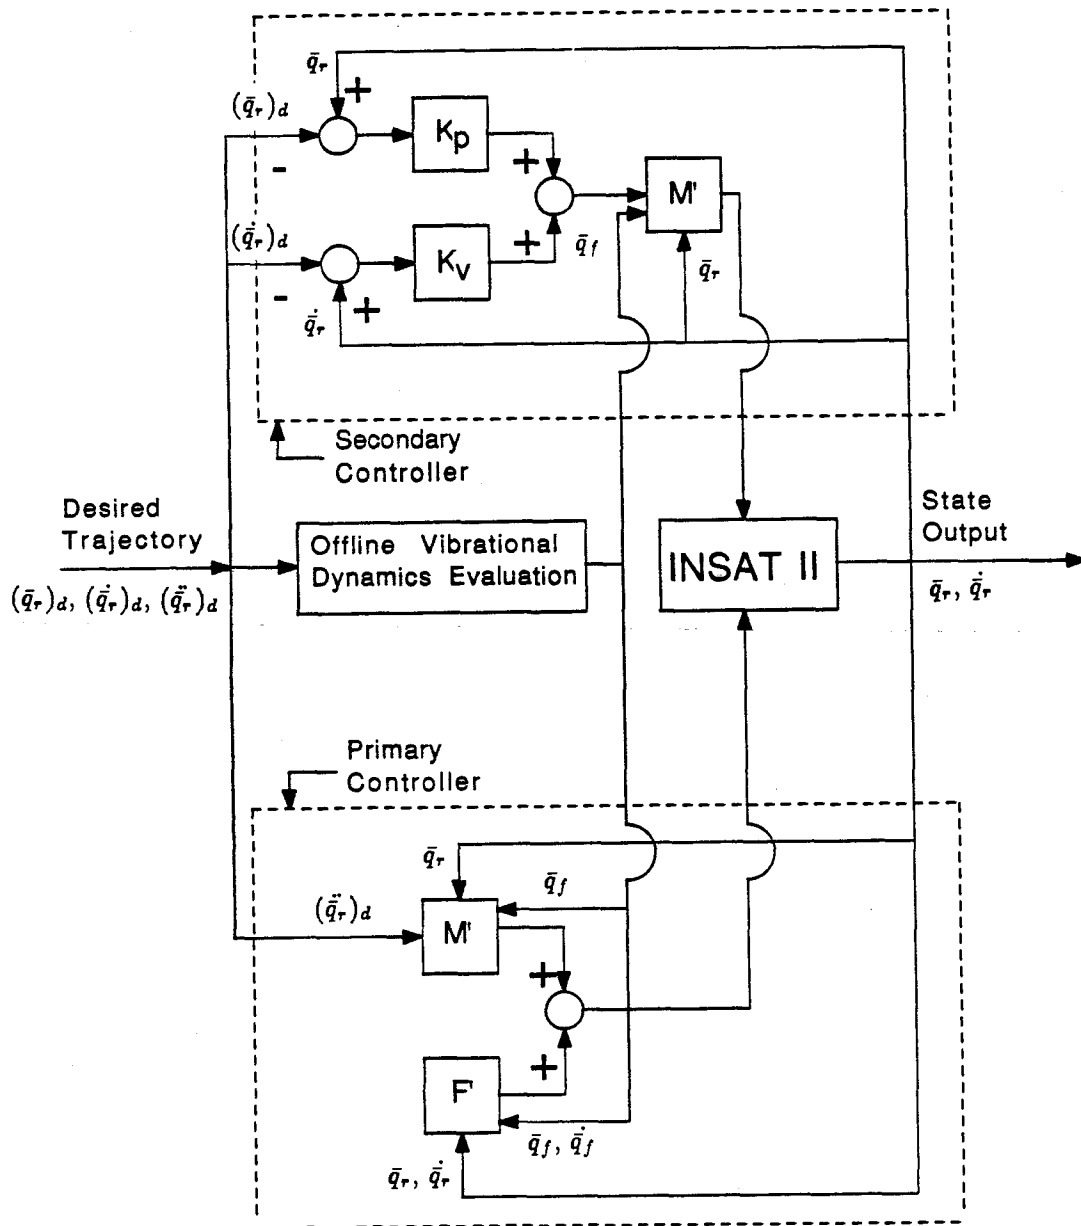 q̄ᵣ
+
(q̄ᵣ)d
Kp
-
+
M'
(q̄̇ᵣ)d
+
q̄f
Kv
q̄ᵣ
-
q̄̇ᵣ
+
Secondary
Controller
Desired
Trajectory
(q̄ᵣ)d, (q̄̇ᵣ)d, (q̄̈ᵣ)d
Offline Vibrational
Dynamics Evaluation
INSAT II
State
Output
q̄ᵣ, q̄̇ᵣ
Primary
Controller
q̄ᵣ
q̄f
(q̄̈ᵣ)d
M'
+
+
F'
q̄f, q̄̇f
q̄ᵣ, q̄̇ᵣ